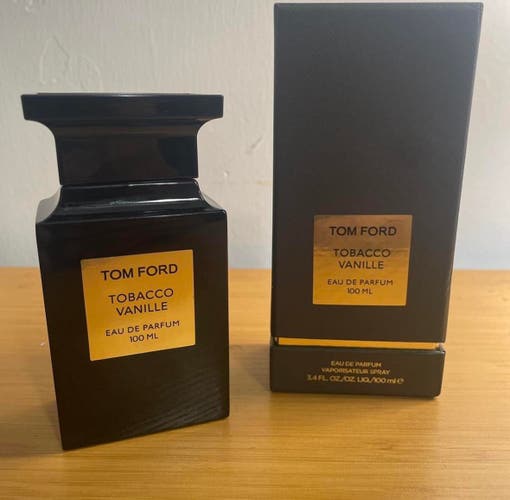 TOM FORD
TOBACCO
VANILLE
EAU DE PARFUM
100 ML
TOM FORD
TOBACCO
VANILLE
EAU DE PARFUM
100 ML
EAU DE PARFUM
VAPORISATEUR SPRAY
3.4 FL. OZ./OZ. LIQ./100 ml ℮